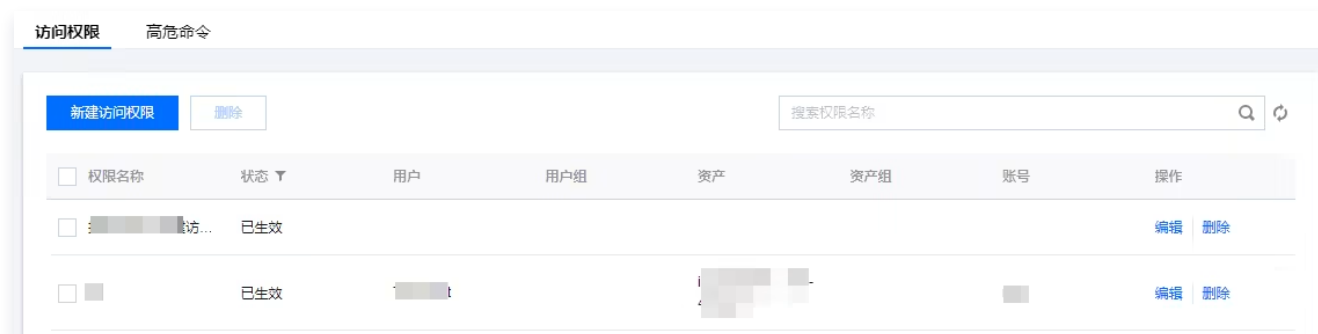 访问权限 高危命令
新建访问权限 删除 搜索权限名称
权限名称 状态 用户 用户组 资产 资产组 账号 操作
访... 已生效 编辑 删除
已生效 t i - 编辑 删除